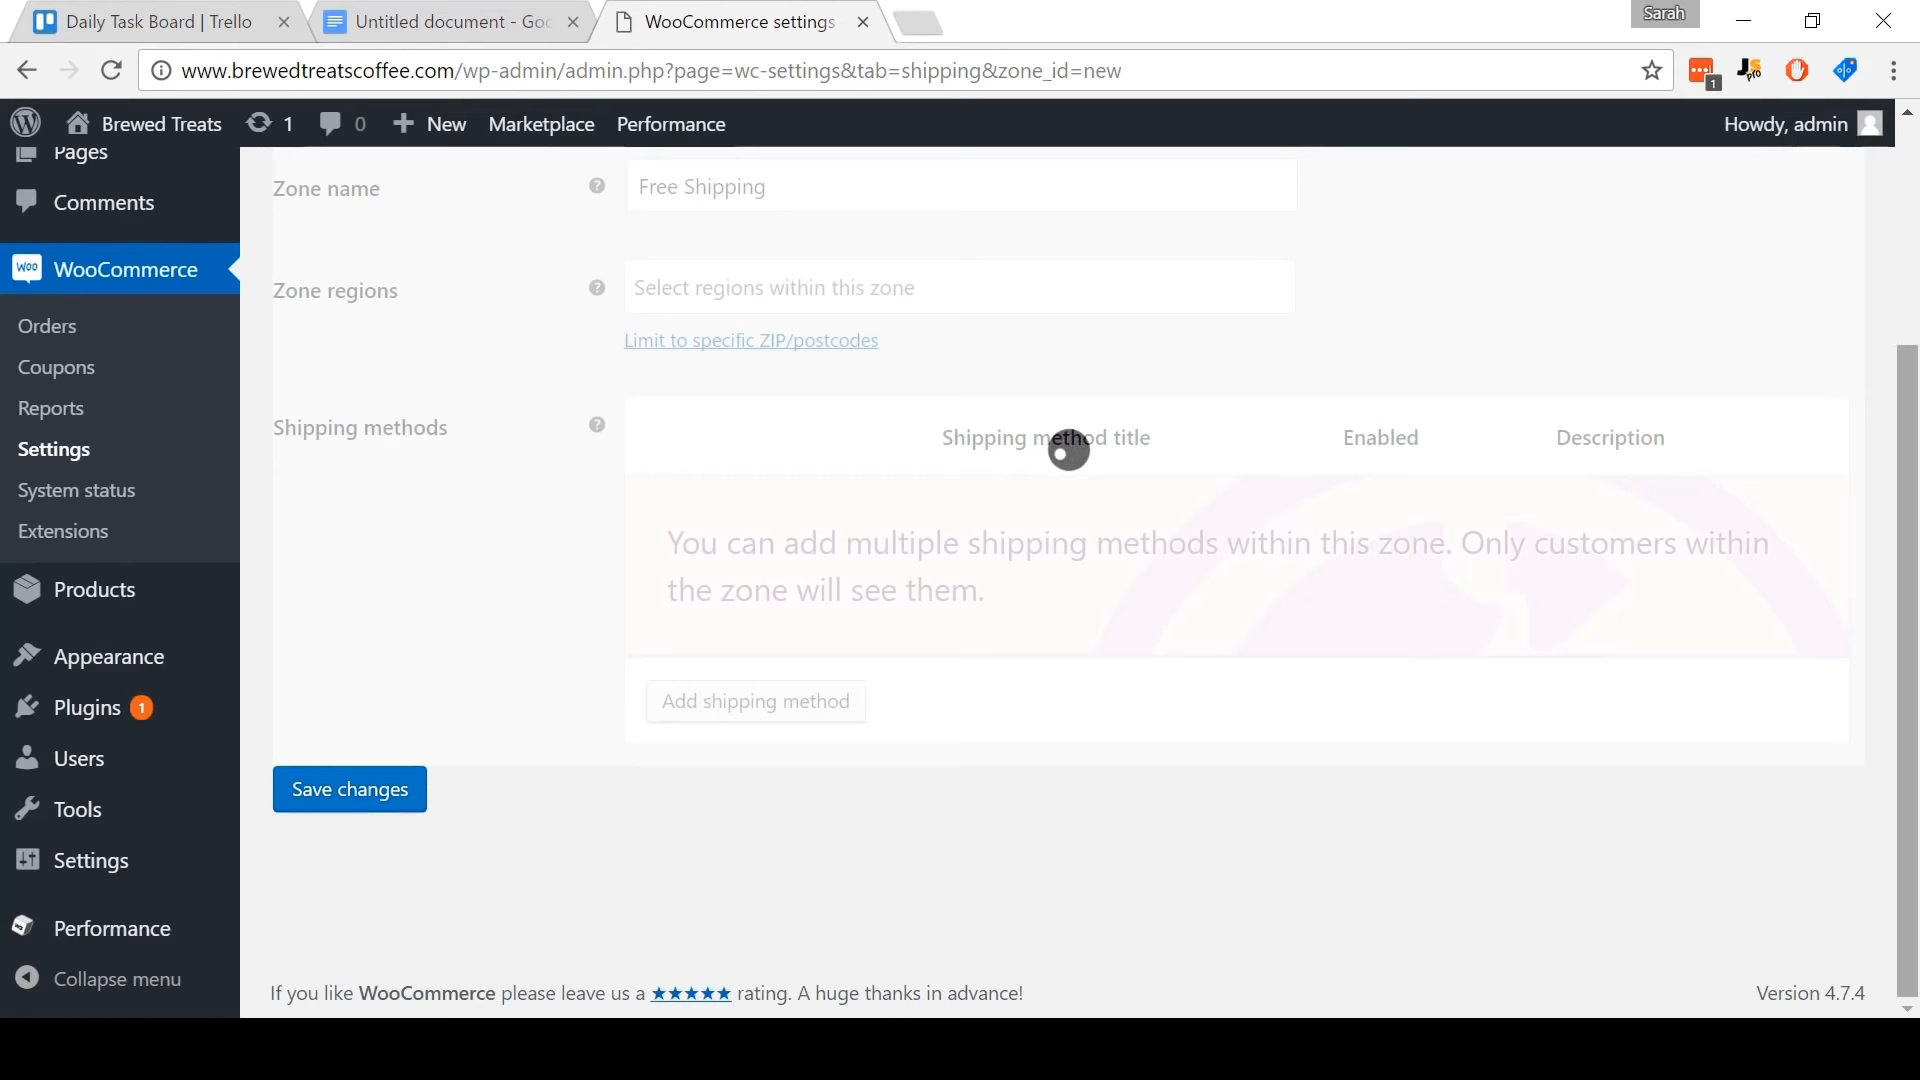 Daily Task Board | Trello
Untitled document - Goo
WooCommerce settings
Sarah
www.brewedtreatscoffee.com/wp-admin/admin.php?page=wc-settings&tab=shipping&zone_id=new
1
JS
pro
Brewed Treats
1
0
New
Marketplace
Performance
Howdy, admin
Pages
Comments
Woo
WooCommerce
Orders
Coupons
Reports
Settings
System status
Extensions
Products
Appearance
Plugins 1
Users
Tools
Settings
Performance
Collapse menu
Zone name
Free Shipping
Zone regions
Select regions within this zone
Limit to specific ZIP/postcodes
Shipping methods
Shipping method title
Enabled
Description
You can add multiple shipping methods within this zone. Only customers within
the zone will see them.
Add shipping method
Save changes
If you like WooCommerce please leave us a ★★★★★ rating. A huge thanks in advance!
Version 4.7.4